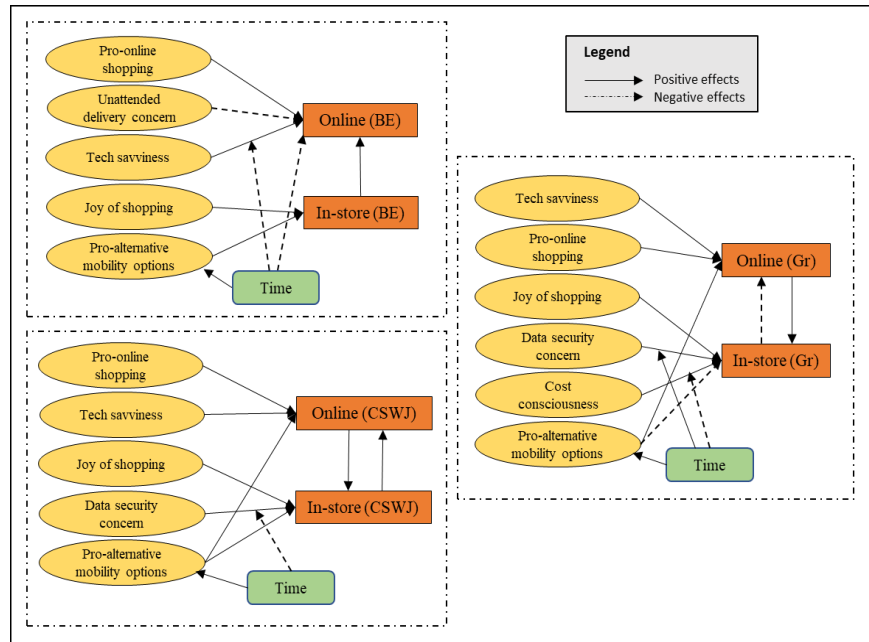 Pro-online
shopping
Unattended
delivery concern
Tech savviness
Joy of shopping
Pro-alternative
mobility options
Online (BE)
In-store (BE)
Time
Legend
Positive effects
Negative effects
Pro-online
shopping
Tech savviness
Joy of shopping
Data security
concern
Pro-alternative
mobility options
Online (CSWJ)
In-store (CSWJ)
Time
Tech savviness
Pro-online
shopping
Joy of shopping
Data security
concern
Cost
consciousness
Pro-alternative
mobility options
Online (Gr)
In-store (Gr)
Time